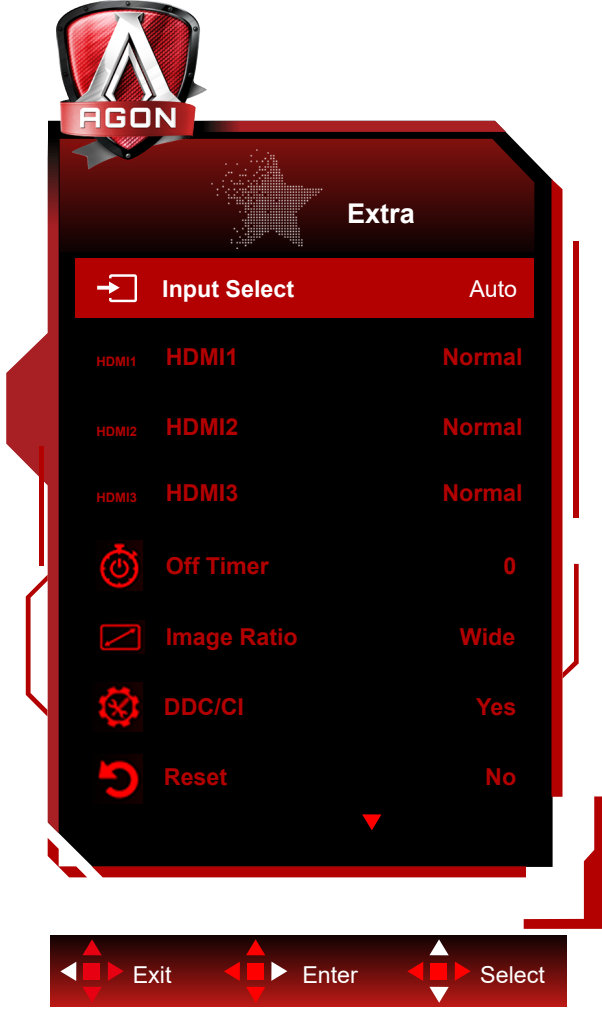 AGON
Extra
Input Select Auto
HDMI1 HDMI1 Normal
HDMI2 HDMI2 Normal
HDMI3 HDMI3 Normal
Off Timer 0
Image Ratio Wide
DDC/CI Yes
Reset No
Exit Enter Select